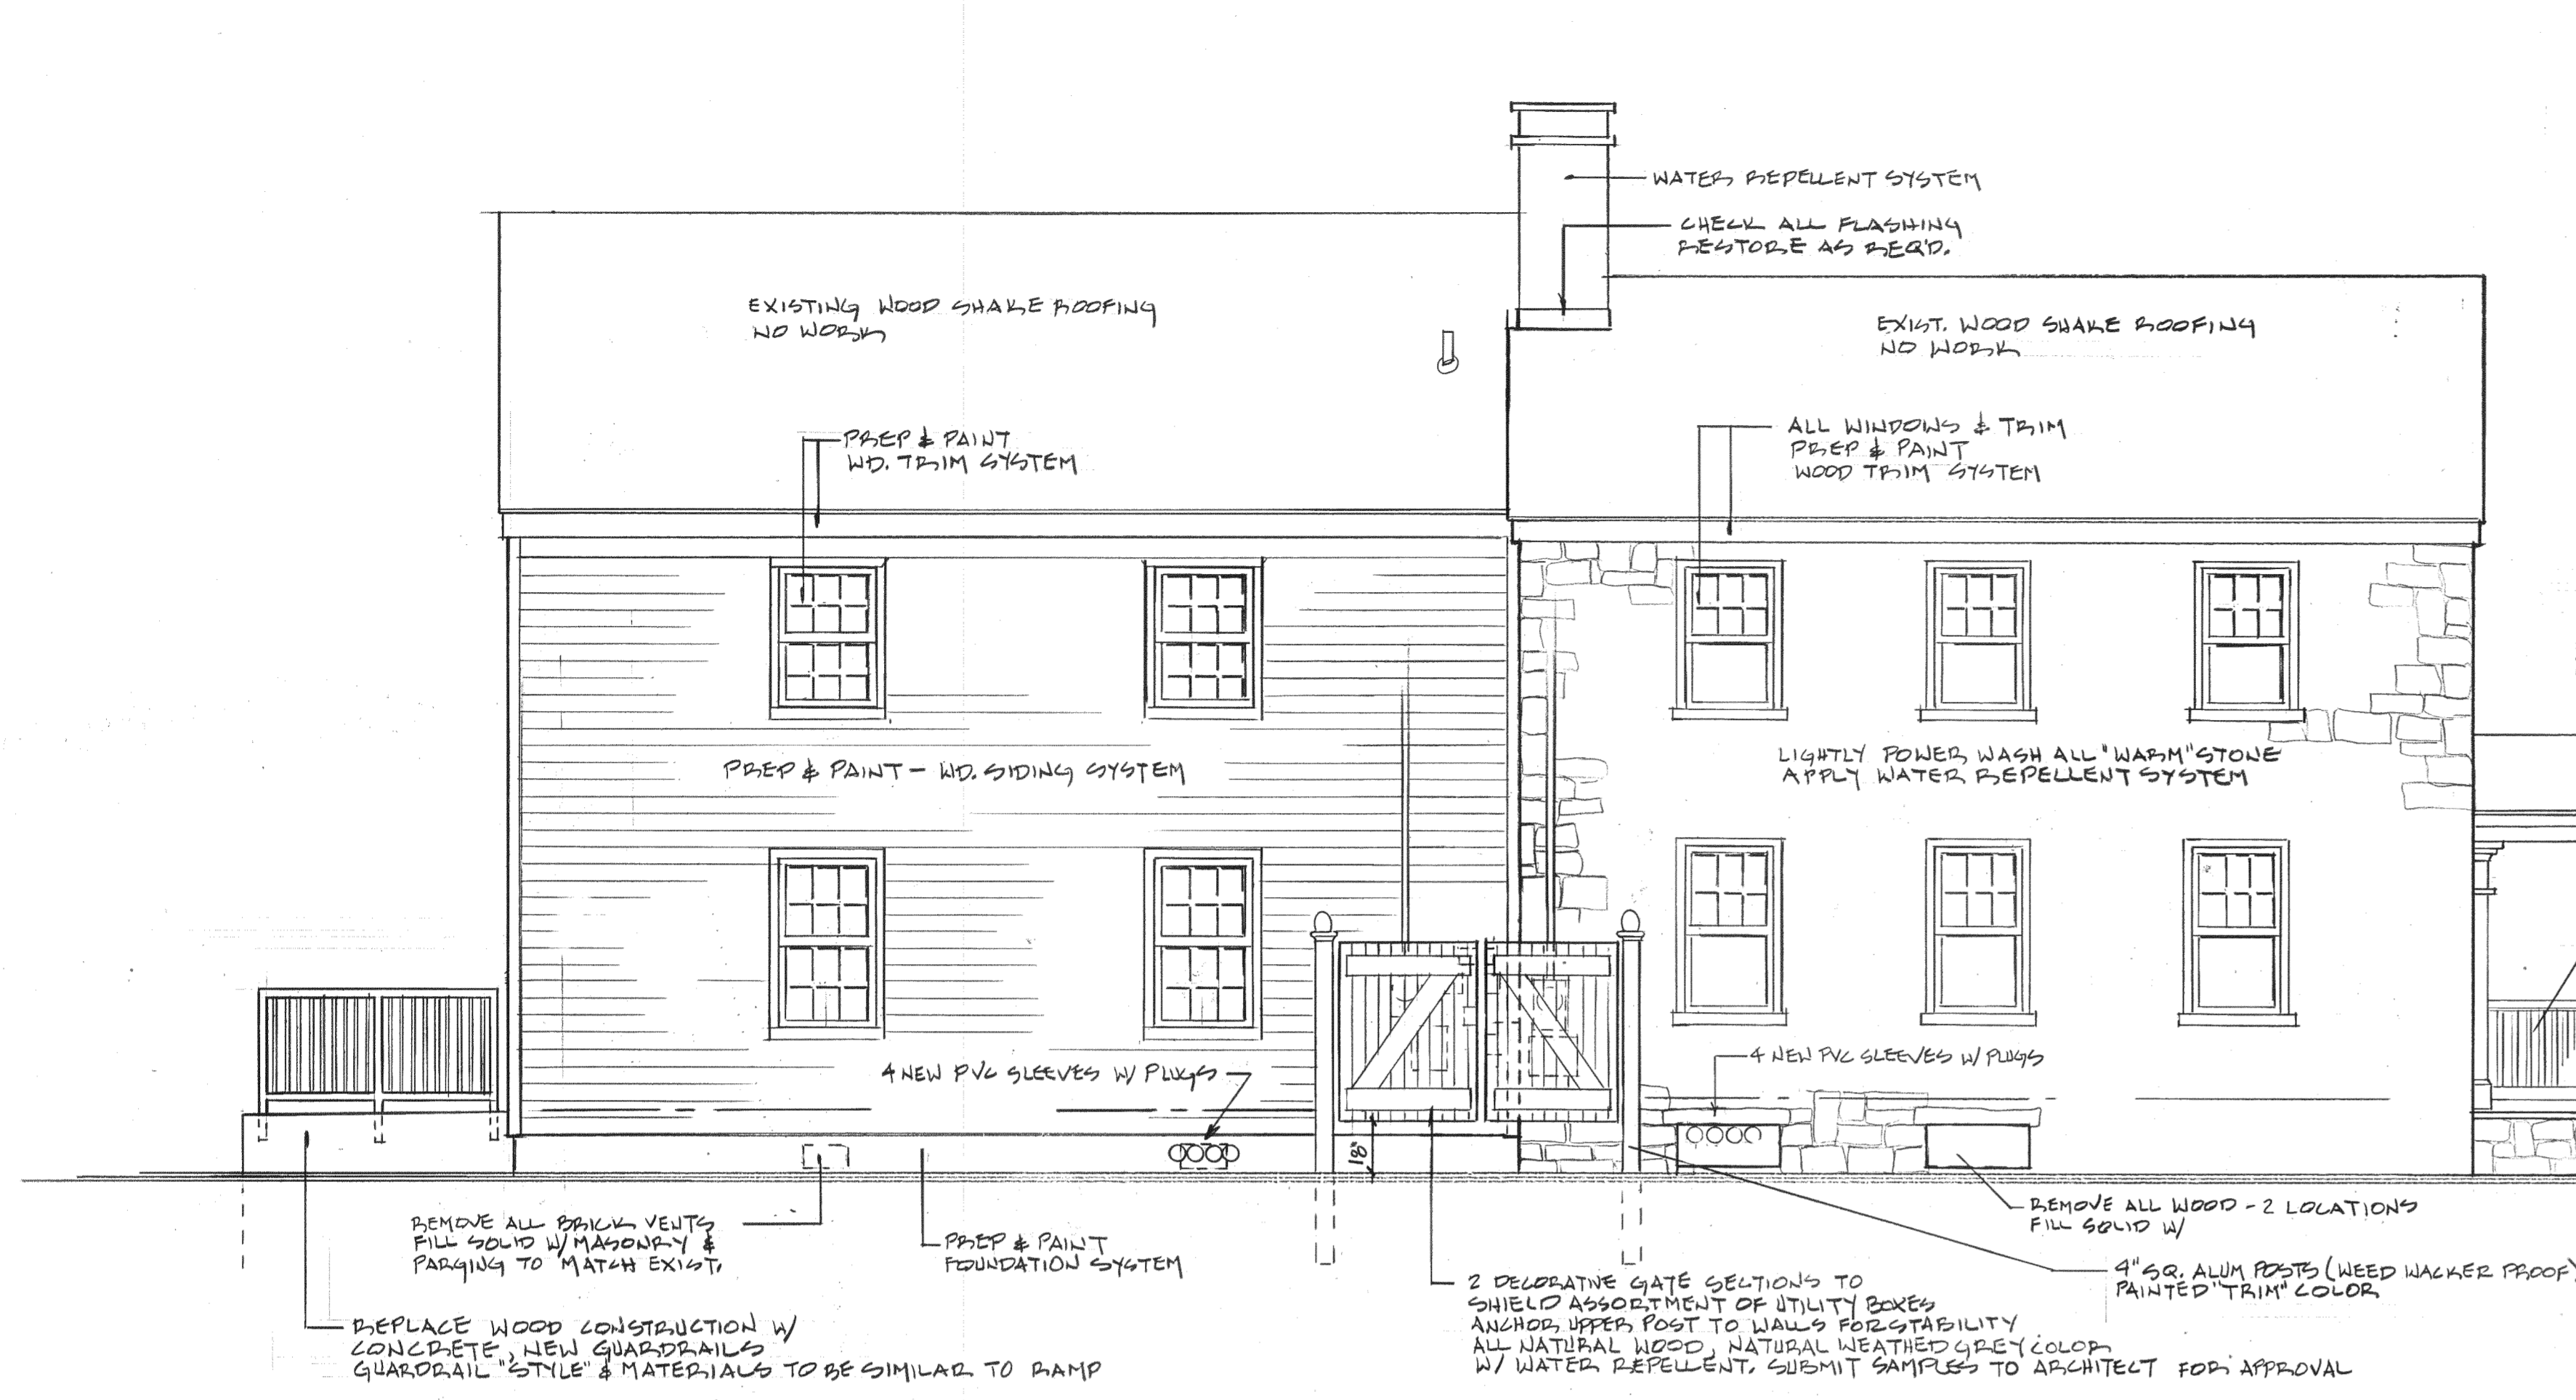 WATER REPELLENT SYSTEM
CHECK ALL FLASHING
RESTORE AS REQ'D.
EXISTING WOOD SHAKE ROOFING
NO WORK
EXIST. WOOD SHAKE ROOFING
NO WORK
PREP & PAINT
WD. TRIM SYSTEM
ALL WINDOWS & TRIM
PREP & PAINT
WOOD TRIM SYSTEM
PREP & PAINT - WD. SIDING SYSTEM
LIGHTLY POWER WASH ALL "WARM" STONE
APPLY WATER REPELLENT SYSTEM
4 NEW PVC SLEEVES W/ PLUGS
4 NEW PVC SLEEVES W/ PLUGS
18"
REMOVE ALL BRICK VENTS
FILL SOLID W/ MASONRY &
PARGING TO MATCH EXIST.
PREP & PAINT
FOUNDATION SYSTEM
REMOVE ALL WOOD - 2 LOCATIONS
FILL SOLID W/
4" SQ. ALUM POSTS (WEED WACKER PROOF)
PAINTED "TRIM" COLOR
REPLACE WOOD CONSTRUCTION W/
CONCRETE, NEW GUARDRAILS
GUARDRAIL "STYLE" & MATERIALS TO BE SIMILAR TO RAMP
2 DECORATIVE GATE SECTIONS TO
SHIELD ASSORTMENT OF UTILITY BOXES
ANCHOR UPPER POST TO WALLS FOR STABILITY
ALL NATURAL WOOD, NATURAL WEATHED GREY COLOR
W/ WATER REPELLENT. SUBMIT SAMPLES TO ARCHITECT FOR APPROVAL